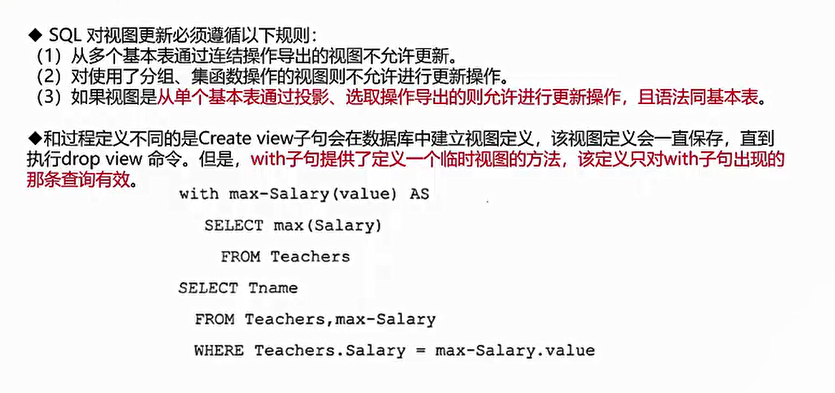 ◆ SQL 对视图更新必须遵循以下规则：
（1）从多个基本表通过连结操作导出的视图不允许更新。
（2）对使用了分组、集函数操作的视图则不允许进行更新操作。
（3）如果视图是从单个基本表通过投影、选取操作导出的则允许进行更新操作，且语法同基本表。
◆和过程定义不同的是Create view子句会在数据库中建立视图定义，该视图定义会一直保存，直到
执行drop view 命令。但是，with子句提供了定义一个临时视图的方法，该定义只对with子句出现的
那条查询有效。
with max-Salary(value) AS
SELECT max(Salary)
FROM Teachers
SELECT Tname
FROM Teachers,max-Salary
WHERE Teachers.Salary = max-Salary.value